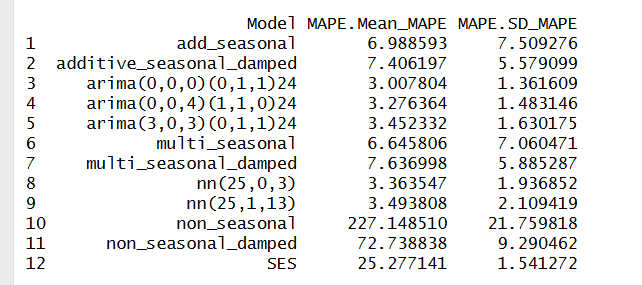 Model MAPE.Mean_MAPE MAPE.SD_MAPE
1 add_seasonal 6.988593 7.509276
2 additive_seasonal_damped 7.406197 5.579099
3 arima(0,0,0)(0,1,1)24 3.007804 1.361609
4 arima(0,0,4)(1,1,0)24 3.276364 1.483146
5 arima(3,0,3)(0,1,1)24 3.452332 1.630175
6 multi_seasonal 6.645806 7.060471
7 multi_seasonal_damped 7.636998 5.885287
8 nn(25,0,3) 3.363547 1.936852
9 nn(25,1,13) 3.493808 2.109419
10 non_seasonal 227.148510 21.759818
11 non_seasonal_damped 72.738838 9.290462
12 SES 25.277141 1.541272